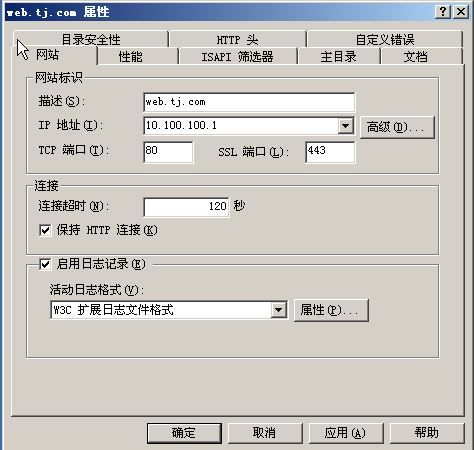 web.tj.com 属性
目录安全性 HTTP 头 自定义错误
网站 性能 ISAPI 筛选器 主目录 文档
网站标识
描述(S): web.tj.com
IP 地址(I): 10.100.100.1 高级(D)...
TCP 端口(T): 80 SSL 端口(L): 443
连接
连接超时(N): 120 秒
保持 HTTP 连接(K)
启用日志记录(E)
活动日志格式(V):
W3C 扩展日志文件格式 属性(P)...
确定 取消 应用(A) 帮助